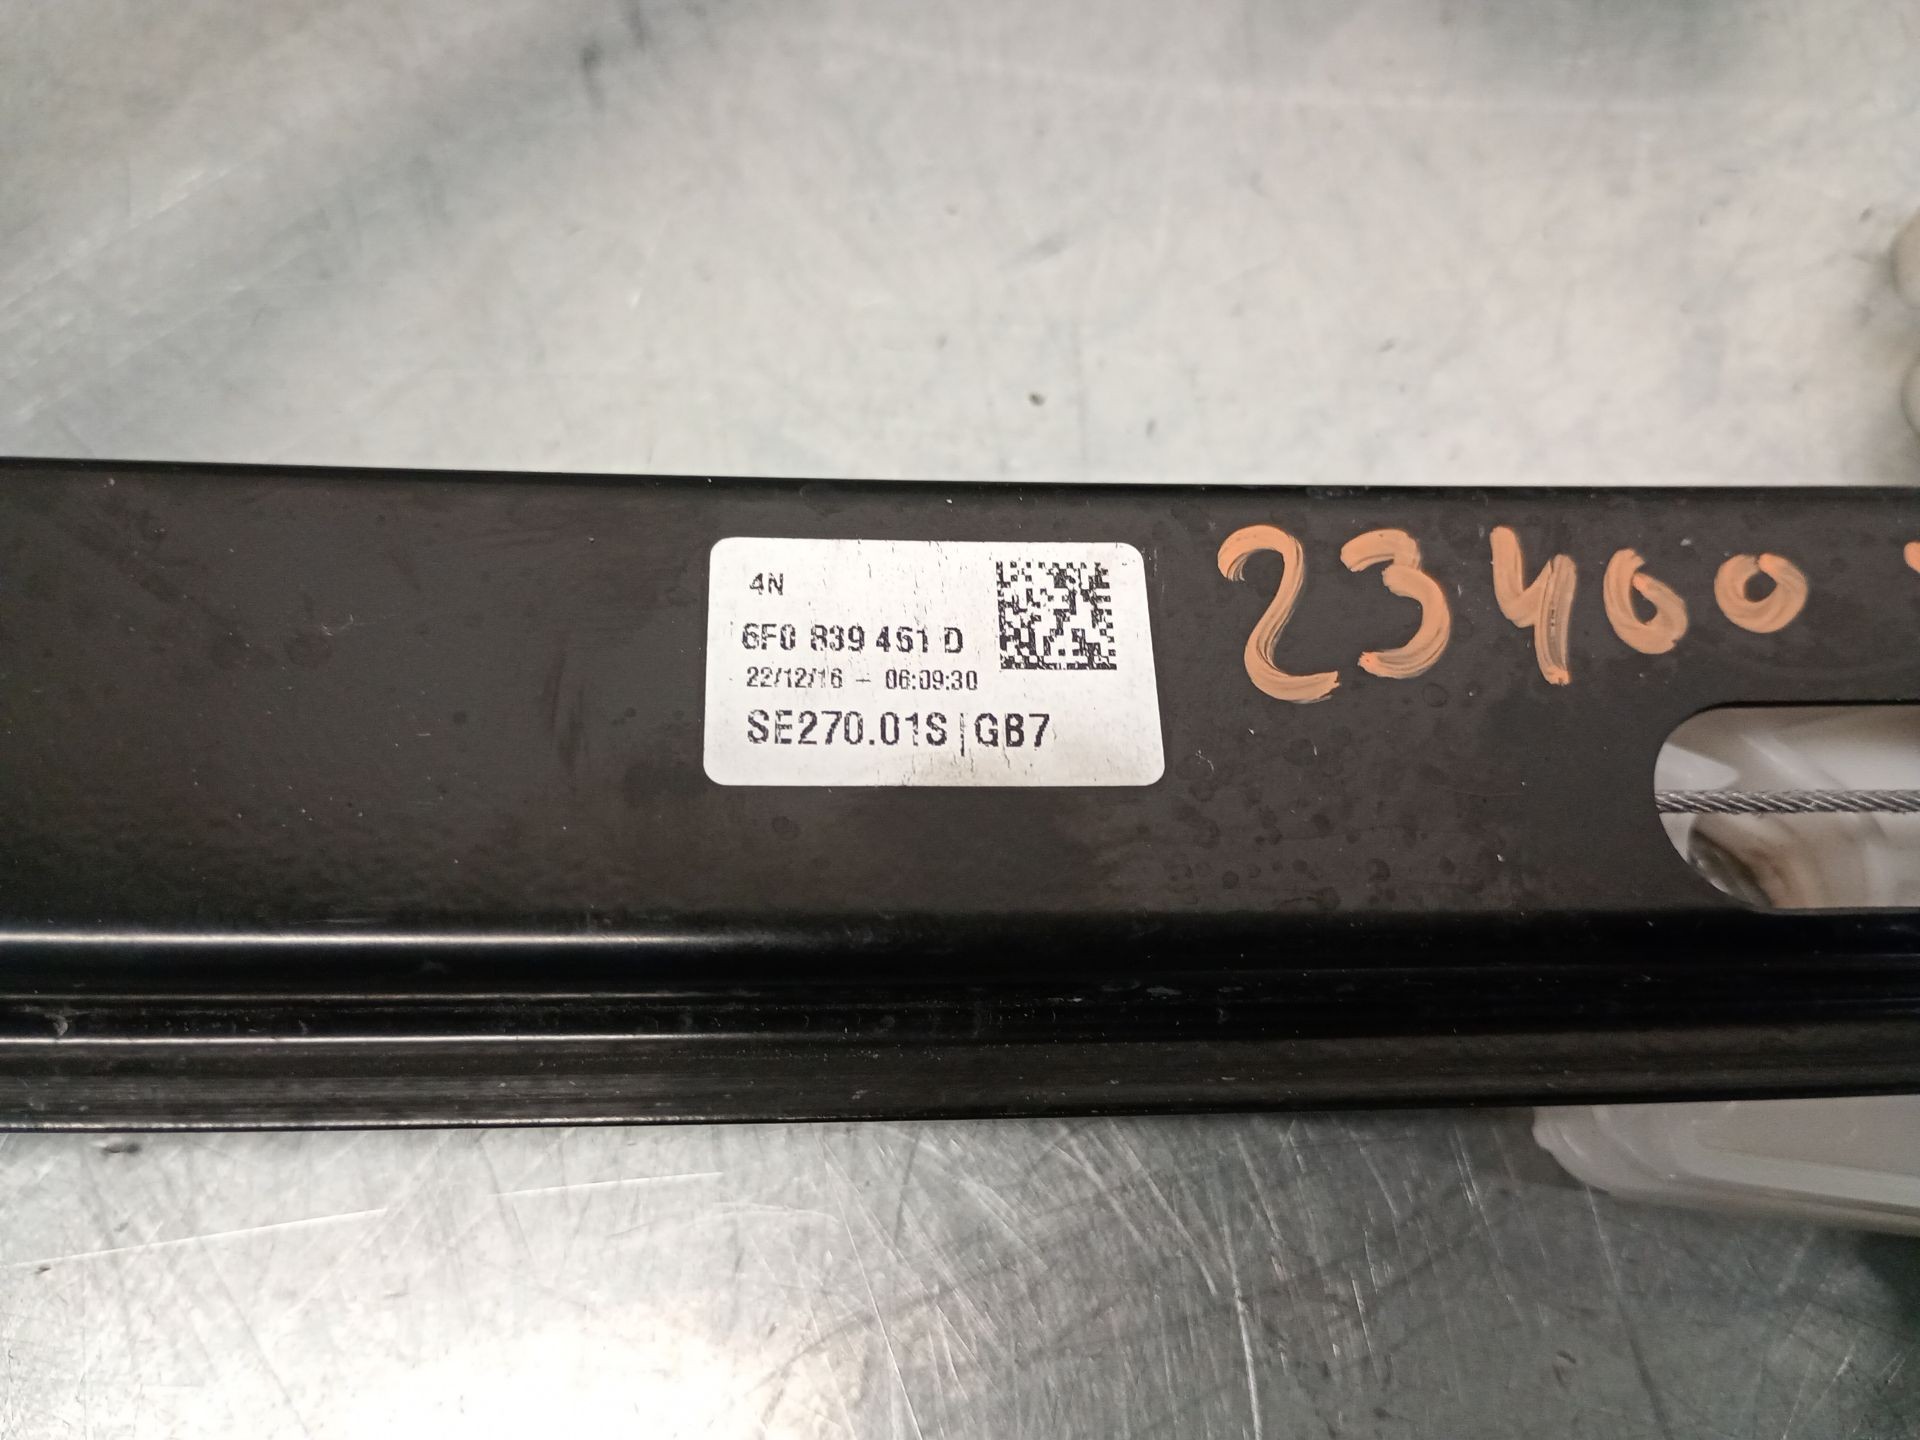 4N
6F0 839 461 D
22/12/16 - 06:09:30
SE270.01S|GB7
23400